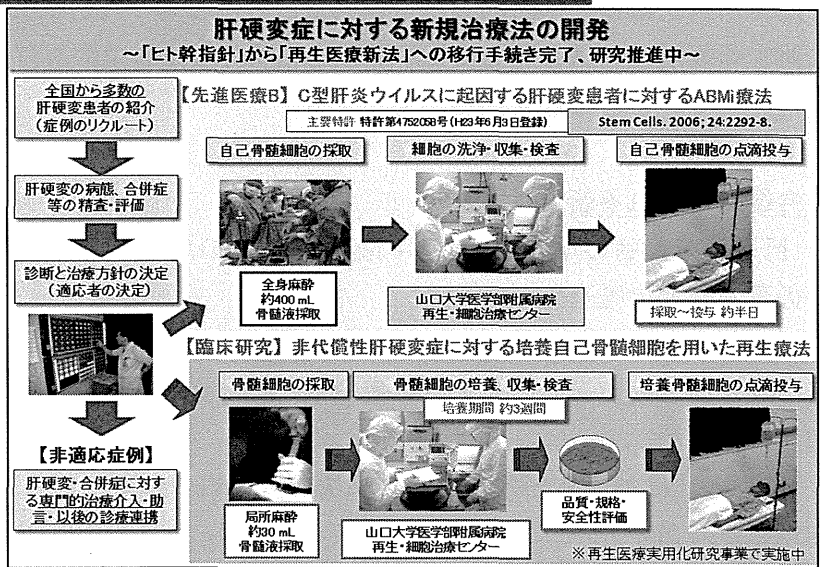 肝硬変症に対する新規治療法の開発
～「ヒト幹指針」から「再生医療新法」への移行手続き完了、研究推進中～
全国から多数の
肝硬変患者の紹介
（症例のリクルート）
肝硬変の病態、合併症
等の精査・評価
診断と治療方針の決定
（適応者の決定）
【非適応症例】
肝硬変・合併症に対す
る専門的治療介入・助
言・以後の診療連携
【先進医療B】 C型肝炎ウイルスに起因する肝硬変患者に対するABMi療法
主要特許 特許第4752058号（H23年6月3日登録）
Stem Cells. 2006; 24:2292-8.
自己骨髄細胞の採取
細胞の洗浄・収集・検査
自己骨髄細胞の点滴投与
全身麻酔
約400 mL
骨髄液採取
山口大学医学部附属病院
再生・細胞治療センター
採取～投与 約半日
【臨床研究】 非代償性肝硬変症に対する培養自己骨髄細胞を用いた再生療法
骨髄細胞の採取
骨髄細胞の培養、収集・検査
培養期間 約3週間
培養骨髄細胞の点滴投与
局所麻酔
約30 mL
骨髄液採取
山口大学医学部附属病院
再生・細胞治療センター
品質・規格・
安全性評価
※再生医療実用化研究事業で実施中